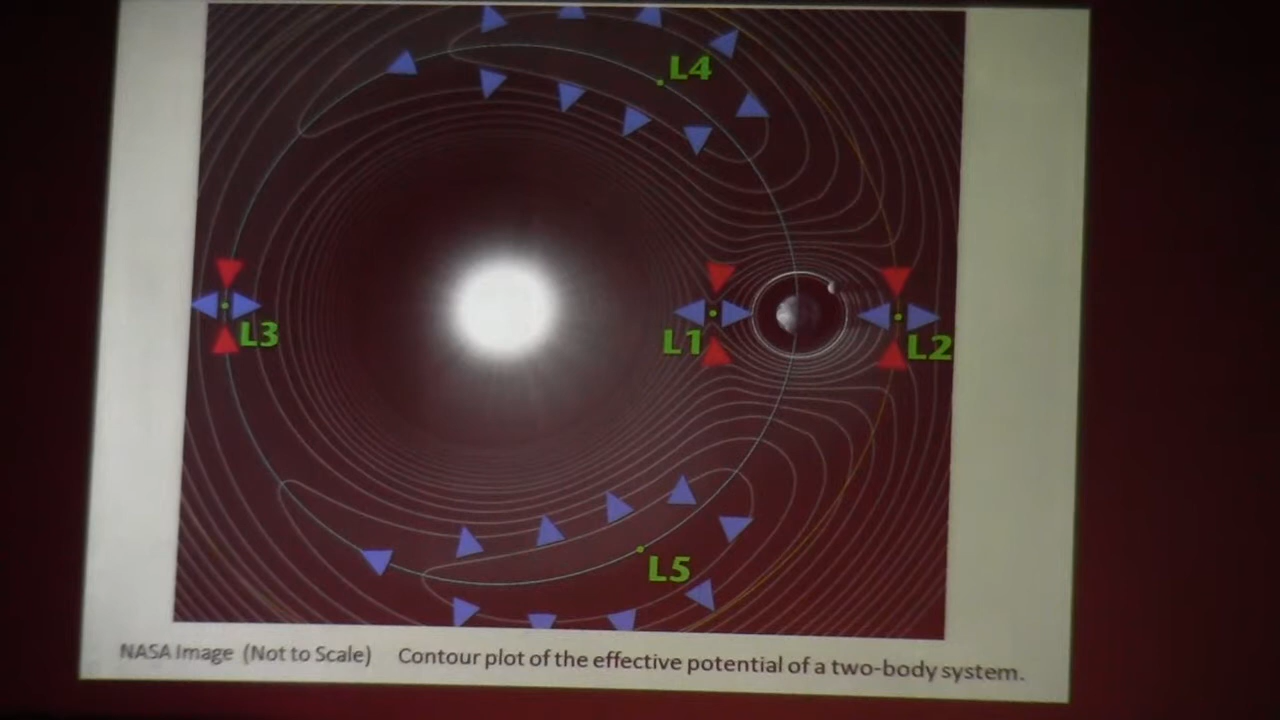 L4
L3
L1
L2
L5
NASA Image (Not to Scale) Contour plot of the effective potential of a two-body system.